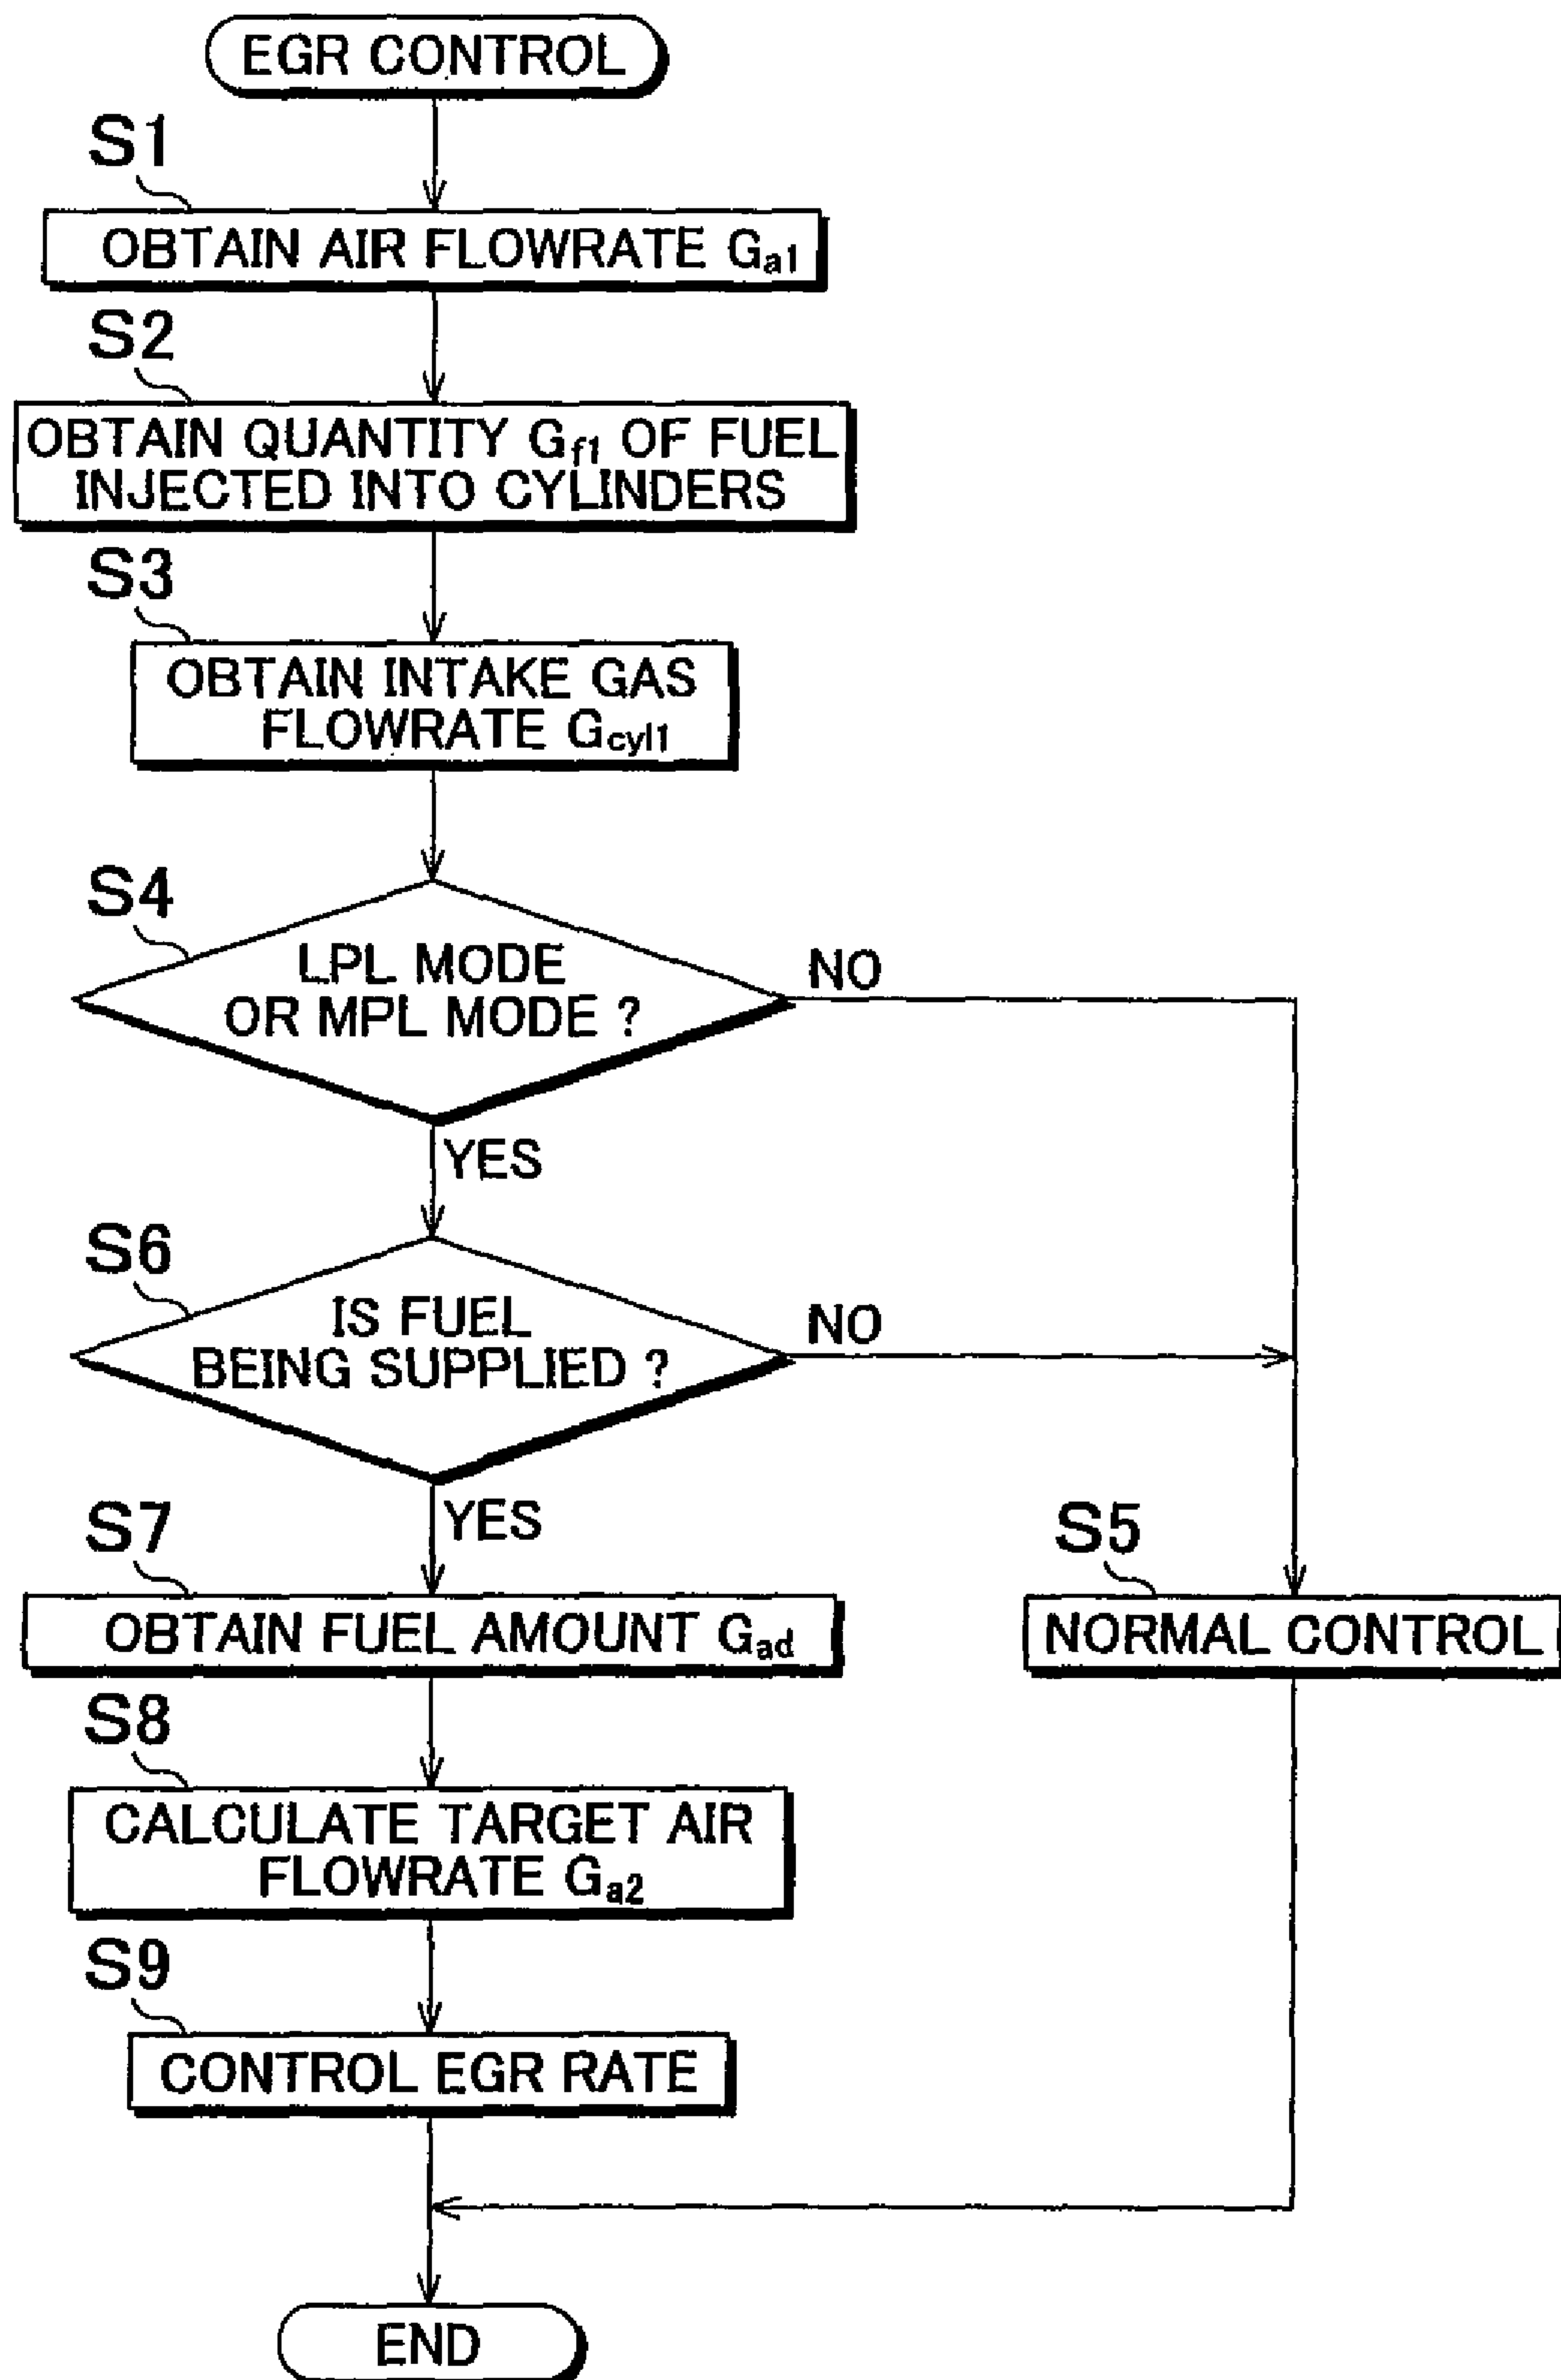 EGR CONTROL
S1
OBTAIN AIR FLOWRATE Ga1
S2
OBTAIN QUANTITY Gf1 OF FUEL
INJECTED INTO CYLINDERS
S3
OBTAIN INTAKE GAS
FLOWRATE Gcyl1
S4
LPL MODE
OR MPL MODE ?
NO
YES
S6
IS FUEL
BEING SUPPLIED ?
NO
YES
S7
OBTAIN FUEL AMOUNT Gad
S5
NORMAL CONTROL
S8
CALCULATE TARGET AIR
FLOWRATE Ga2
S9
CONTROL EGR RATE
END